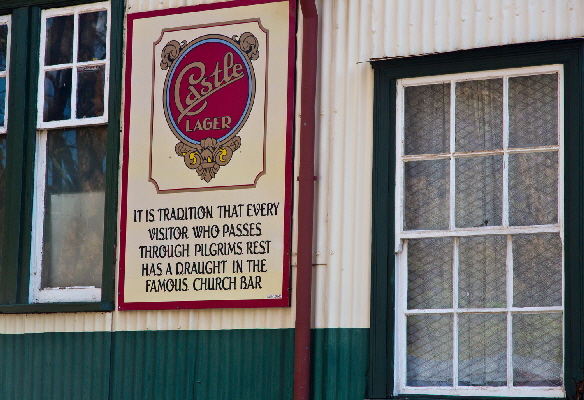 Castle
LAGER
IT IS TRADITION THAT EVERY
VISITOR WHO PASSES
THROUGH PILGRIMS REST
HAS A DRAUGHT IN THE
FAMOUS CHURCH BAR